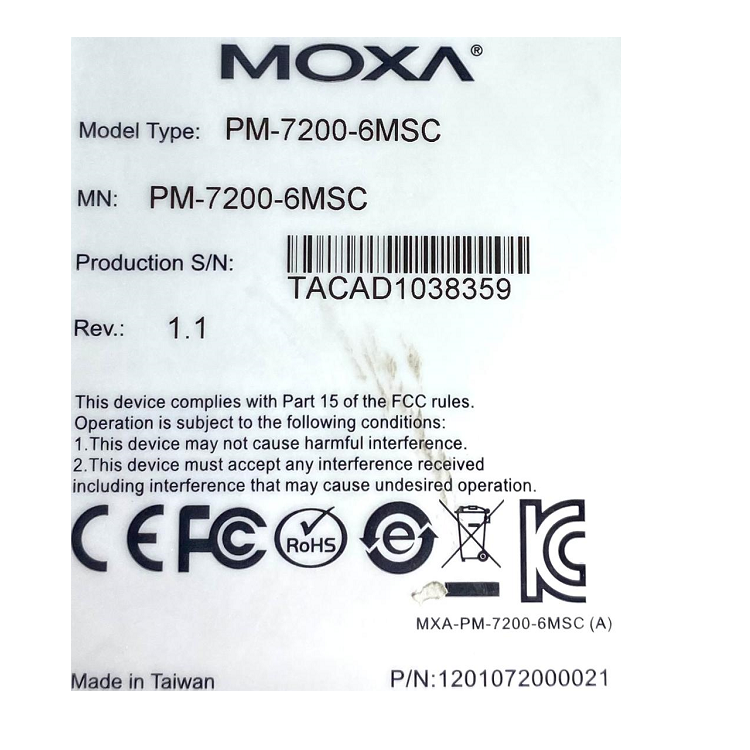 MOXA®
Model Type: PM-7200-6MSC
MN: PM-7200-6MSC
Production S/N:
TACAD1038359
Rev.: 1.1
This device complies with Part 15 of the FCC rules.
Operation is subject to the following conditions:
1.This device may not cause harmful interference.
2.This device must accept any interference received
including interference that may cause undesired operation.
CE FC RoHS e KC
MXA-PM-7200-6MSC (A)
Made in Taiwan P/N:1201072000021